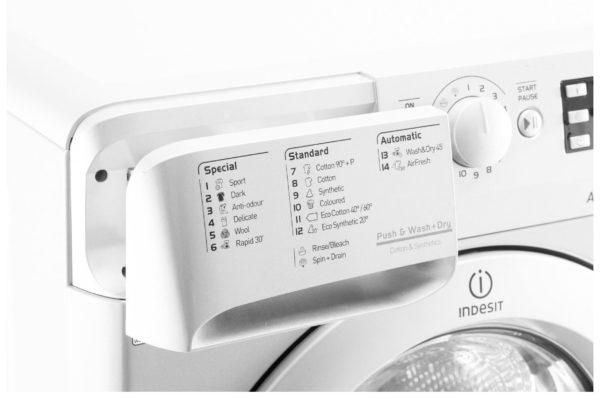 Special
1 Sport
2 Dark
3 Anti-odour
4 Delicate
5 Wool
6 Rapid 30'
Standard
7 Cotton 90° + P
8 Cotton
9 Synthetic
10 Coloured
11 Eco Cotton 40° / 60°
12 Eco Synthetic 20°
Rinse/Bleach
Spin + Drain
Automatic
13 Wash&Dry 45
14 AirFresh
Push & Wash+Dry
Cotton & Synthetics
ON
1
2
3
8
9
10
START
PAUSE
A
INDESIT